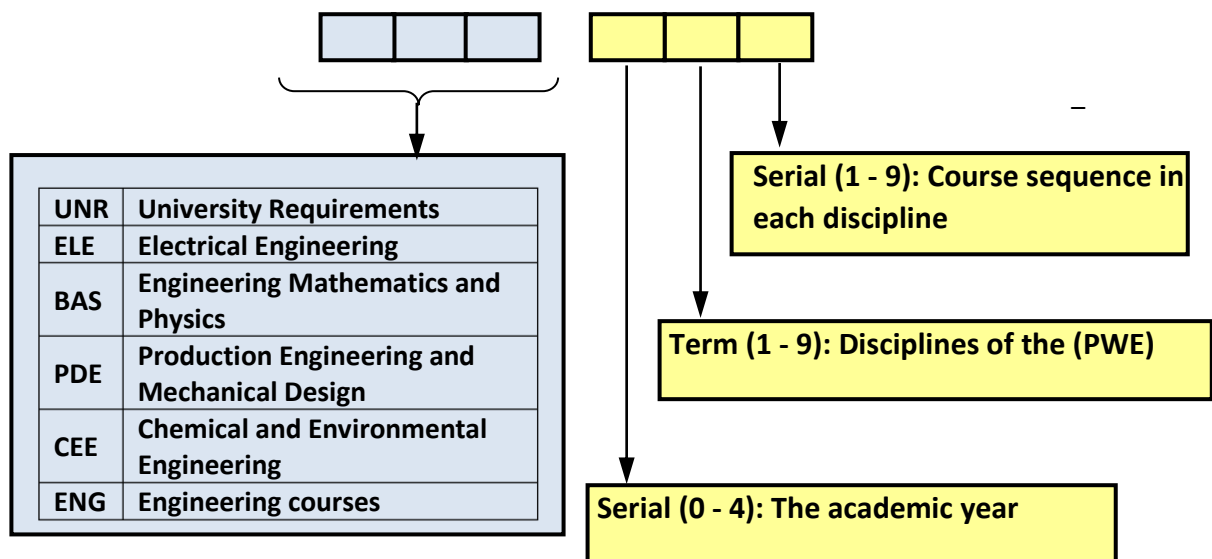 Serial (1 - 9): Course sequence in
each discipline
UNR University Requirements
ELE Electrical Engineering
BAS Engineering Mathematics and
Physics
PDE Production Engineering and
Mechanical Design
CEE Chemical and Environmental
Engineering
ENG Engineering courses
Term (1 - 9): Disciplines of the (PWE)
Serial (0 - 4): The academic year